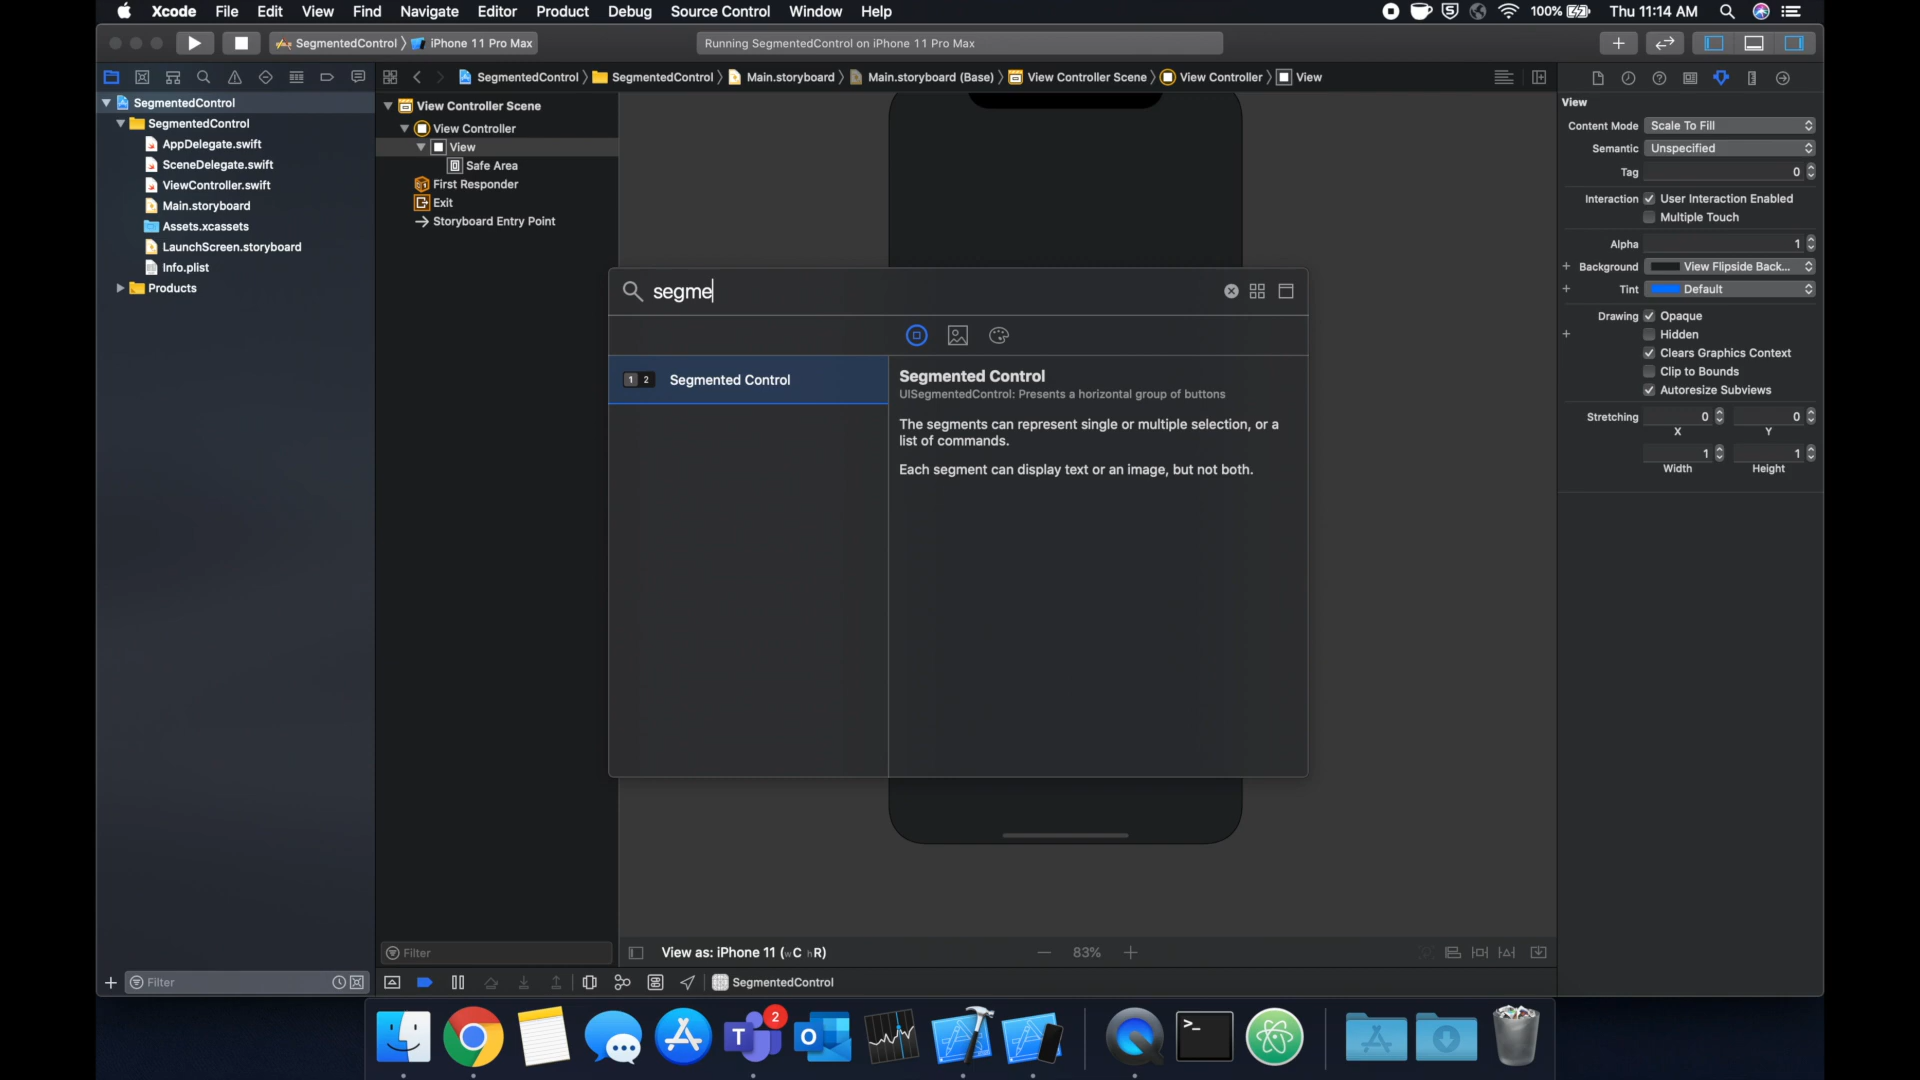 Xcode File Edit View Find Navigate Editor Product Debug Source Control Window Help 100% Thu 11:14 AM
SegmentedControl iPhone 11 Pro Max Running SegmentedControl on iPhone 11 Pro Max
SegmentedControl SegmentedControl Main.storyboard Main.storyboard (Base) View Controller Scene View Controller View
SegmentedControl
SegmentedControl
AppDelegate.swift
SceneDelegate.swift
ViewController.swift
Main.storyboard
Assets.xcassets
LaunchScreen.storyboard
Info.plist
Products
View Controller Scene
View Controller
View
Safe Area
First Responder
Exit
Storyboard Entry Point
segme
1 2 Segmented Control
Segmented Control
UISegmentedControl: Presents a horizontal group of buttons
The segments can represent single or multiple selection, or a
list of commands.
Each segment can display text or an image, but not both.
View
Content Mode Scale To Fill
Semantic Unspecified
Tag 0
Interaction User Interaction Enabled
Multiple Touch
Alpha 1
+ Background View Flipside Back...
+ Tint Default
Drawing Opaque
+ Hidden
Clears Graphics Context
Clip to Bounds
Autoresize Subviews
Stretching 0 0
X Y
1 1
Width Height
Filter
View as: iPhone 11 (wC hR) 83%
Filter
SegmentedControl
T 2
O